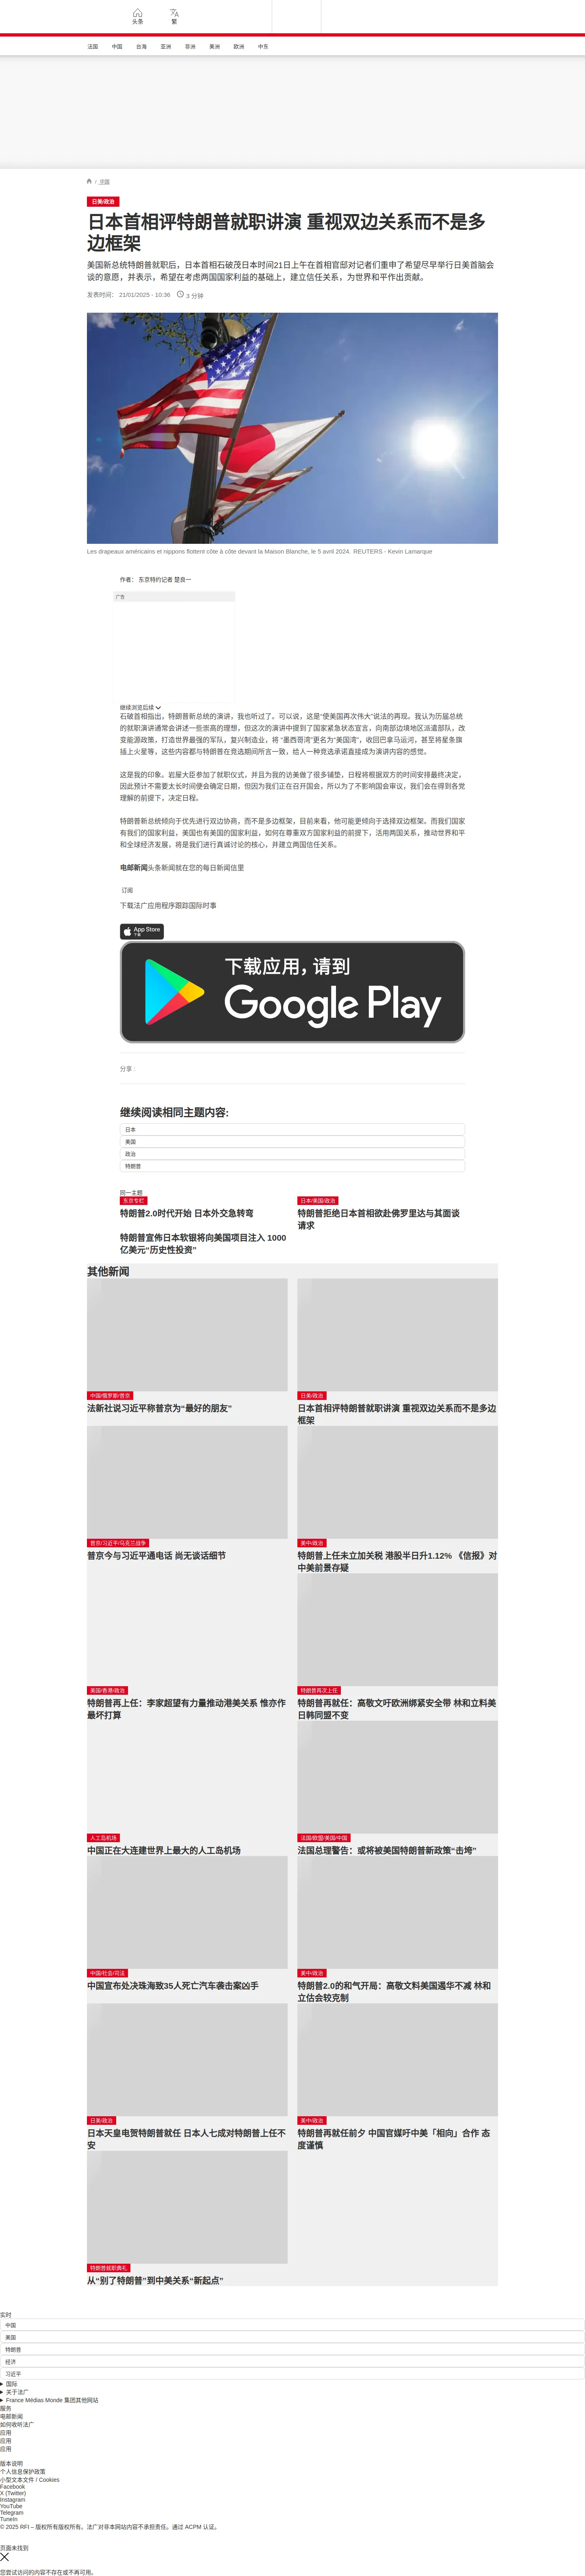 头条
繁
法国
中国
台海
亚洲
非洲
美洲
欧洲
中东
/ 中国
日美/政治
日本首相评特朗普就职讲演 重视双边关系而不是多
边框架
美国新总统特朗普就职后，日本首相石破茂日本时间21日上午在首相官邸对记者们重申了希望尽早举行日美首脑会
谈的意愿，并表示，希望在考虑两国国家利益的基础上，建立信任关系，为世界和平作出贡献。
发表时间： 21/01/2025 - 10:36
3 分钟
Les drapeaux américains et nippons flottent côte à côte devant la Maison Blanche, le 5 avril 2024. REUTERS - Kevin Lamarque
作者： 东京特约记者 楚良一
广告
继续浏览后续
石破首相指出，特朗普新总统的演讲，我也听过了。可以说，这是“使美国再次伟大”说法的再现。我认为历届总统
的就职演讲通常会讲述一些崇高的理想，但这次的演讲中提到了国家紧急状态宣言，向南部边境地区派遣部队，改
变能源政策，打造世界最强的军队，复兴制造业，将 “墨西哥湾”更名为“美国湾”，收回巴拿马运河，甚至将星条旗
插上火星等，这些内容都与特朗普在竞选期间所言一致，给人一种竞选承诺直接成为演讲内容的感觉。
这是我的印象。岩屋大臣参加了就职仪式，并且为我的访美做了很多铺垫，日程将根据双方的时间安排最终决定，
因此预计不需要太长时间便会确定日期，但因为我们正在召开国会，所以为了不影响国会审议，我们会在得到各党
理解的前提下，决定日程。
特朗普新总统倾向于优先进行双边协商，而不是多边框架，目前来看，他可能更倾向于选择双边框架。而我们国家
有我们的国家利益，美国也有美国的国家利益，如何在尊重双方国家利益的前提下，活用两国关系，推动世界和平
和全球经济发展，将是我们进行真诚讨论的核心，并建立两国信任关系。
电邮新闻头条新闻就在您的每日新闻信里
订阅
下载法广应用程序跟踪国际时事
App Store
下载
下载应用，请到
Google Play
分享 :
继续阅读相同主题内容:
日本
美国
政治
特朗普
同一主题
东京专栏
特朗普2.0时代开始 日本外交急转弯
日本/美国/政治
特朗普拒绝日本首相欲赴佛罗里达与其面谈
请求
特朗普宣佈日本软银将向美国项目注入 1000
亿美元“历史性投资”
其他新闻
中国/俄罗斯/普京
法新社说习近平称普京为“最好的朋友”
日美/政治
日本首相评特朗普就职讲演 重视双边关系而不是多边
框架
普京/习近平/乌克兰战争
普京今与习近平通电话 尚无谈话细节
美中/政治
特朗普上任未立加关税 港股半日升1.12% 《信报》对
中美前景存疑
美国/香港/政治
特朗普再上任：李家超望有力量推动港美关系 惟亦作
最坏打算
特朗普再次上任
特朗普再就任：高敬文吁欧洲绑紧安全带 林和立料美
日韩同盟不变
人工岛机场
中国正在大连建世界上最大的人工岛机场
法国/欧盟/美国/中国
法国总理警告：或将被美国特朗普新政策“击垮”
中国/社会/司法
中国宣布处决珠海致35人死亡汽车袭击案凶手
美中/政治
特朗普2.0的和气开局：高敬文料美国遏华不减 林和
立估会较克制
日美/政治
日本天皇电贺特朗普就任 日本人七成对特朗普上任不
安
美中/政治
特朗普再就任前夕 中国官媒吁中美「相向」合作 态
度谨慎
特朗普就职典礼
从“别了特朗普”到中美关系“新起点”
实时
中国
美国
特朗普
经济
习近平
国际
关于法广
France Médias Monde 集团其他网站
服务
电邮新闻
如何收听法广
应用
应用
应用
版本说明
个人信息保护政策
小型文本文件 / Cookies
Facebook
X (Twitter)
Instagram
YouTube
Telegram
TuneIn
© 2025 RFI – 版权所有版权所有。法广对非本网站内容不承担责任。通过 ACPM 认证。
页面未找到
您尝试访问的内容不存在或不再可用。